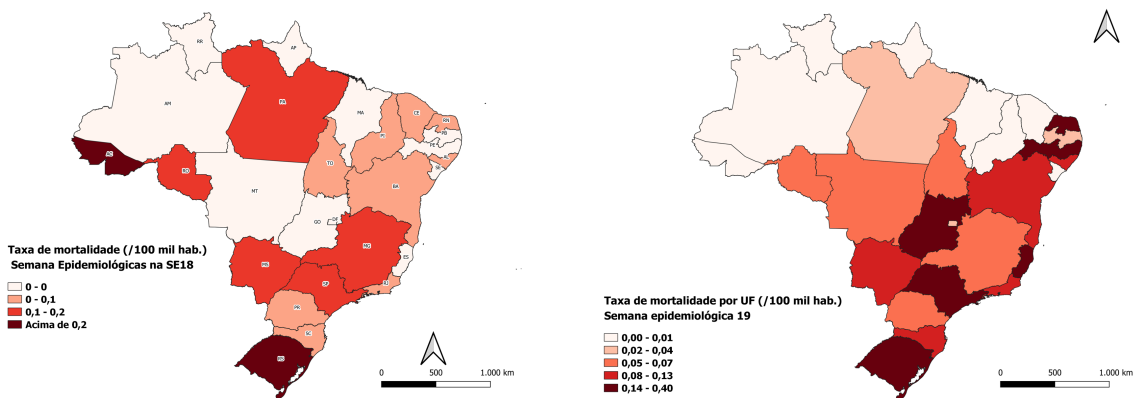 RR
AP
AM
PA
MA
CE
RN
PI
PB
PE
AL
SE
AC
RO
TO
BA
MT
GO
DF
MG
ES
MS
SP
RJ
PR
SC
RS
Taxa de mortalidade (/100 mil hab.)
Semana Epidemiológicas na SE18
0 - 0
0 - 0,1
0,1 - 0,2
Acima de 0,2
0 500 1.000 km
Taxa de mortalidade por UF (/100 mil hab.)
Semana epidemiológica 19
0,00 - 0,01
0,02 - 0,04
0,05 - 0,07
0,08 - 0,13
0,14 - 0,40
0 500 1.000 km